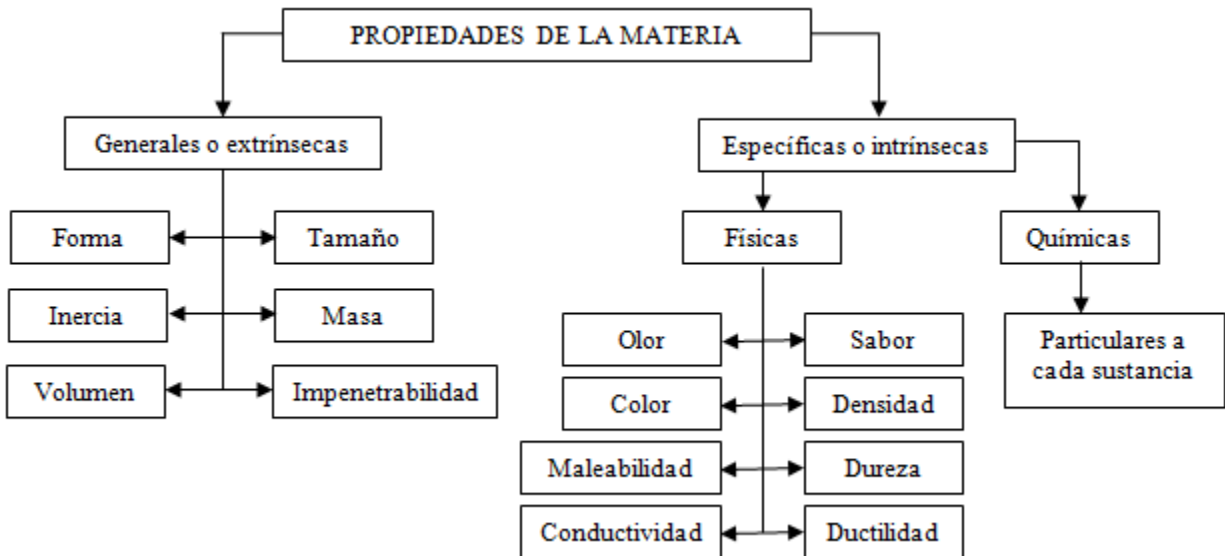 PROPIEDADES DE LA MATERIA
Generales o extrínsecas
Específicas o intrínsecas
Forma
Tamaño
Físicas
Químicas
Inercia
Masa
Olor
Sabor
Particulares a
cada sustancia
Volumen
Impenetrabilidad
Color
Densidad
Maleabilidad
Dureza
Conductividad
Ductilidad